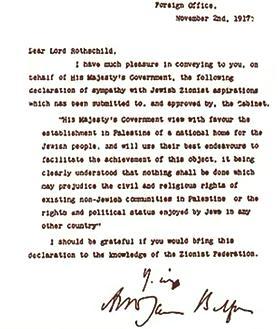 Foreign Office,
November 2nd, 1917.
Dear Lord Rothschild,
I have much pleasure in conveying to you, on
behalf of His Majesty's Government, the following
declaration of sympathy with Jewish Zionist aspirations
which has been submitted to, and approved by, the Cabinet.
"His Majesty's Government view with favour the
establishment in Palestine of a national home for the
Jewish people, and will use their best endeavours to
facilitate the achievement of this object, it being
clearly understood that nothing shall be done which
may prejudice the civil and religious rights of
existing non-Jewish communities in Palestine or the
rights and political status enjoyed by Jews in any
other country"
I should be grateful if you would bring this
declaration to the knowledge of the Zionist Federation.